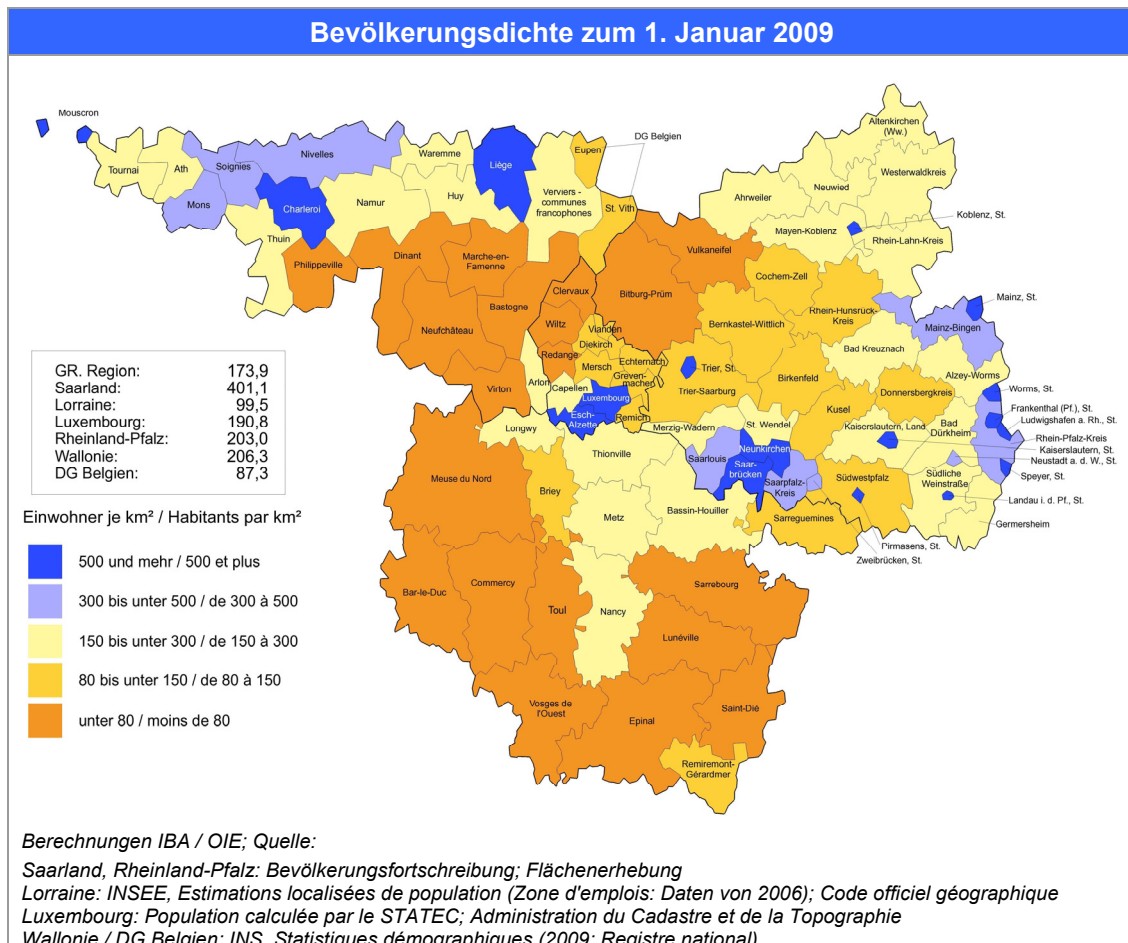 Bevölkerungsdichte zum 1. Januar 2009
Mouscron
Tournai
Ath
Soignies
Nivelles
Mons
Charleroi
Thuin
Namur
Waremme
Huy
Liège
Verviers -
communes
francophones
Eupen
DG Belgien
St. Vith
Philippeville
Dinant
Marche-en-
Famenne
Bastogne
Neufchâteau
Virton
Arlon
Clervaux
Wiltz
Vianden
Diekirch
Redange
Mersch
Echternach
Greven-
machen
Capellen
Luxembourg
Esch-
Alzette
Remich
Altenkirchen
(Ww.)
Westerwaldkreis
Neuwied
Ahrweiler
Mayen-Koblenz
Koblenz, St.
Rhein-Lahn-Kreis
Vulkaneifel
Bitburg-Prüm
Cochem-Zell
Rhein-Hunsrück-
Kreis
Bernkastel-Wittlich
Mainz, St.
Mainz-Bingen
Bad Kreuznach
Alzey-Worms
Trier, St.
Trier-Saarburg
Birkenfeld
Donnersbergkreis
Worms, St.
Kusel
Frankenthal (Pf.), St.
Ludwigshafen a. Rh., St.
Rhein-Pfalz-Kreis
Kaiserslautern, St.
Neustadt a. d. W., St.
Speyer, St.
Kaiserslautern, Land
Bad
Dürkheim
Südliche
Weinstraße
Landau i. d. Pf., St.
Germersheim
Südwestpfalz
Pirmasens, St.
Zweibrücken, St.
Merzig-Wadern
St. Wendel
Saarlouis
Neunkirchen
Saar-
brücken
Saarpfalz-
Kreis
Longwy
Thionville
Meuse du Nord
Briey
Metz
Bassin-Houiller
Sarreguemines
Bar-le-Duc
Commercy
Toul
Nancy
Sarrebourg
Lunéville
Vosges de
l'Ouest
Epinal
Saint-Dié
Remiremont-
Gérardmer
GR. Region 173,9
Saarland: 401,1
Lorraine: 99,5
Luxembourg: 190,8
Rheinland-Pfalz: 203,0
Wallonie: 206,3
DG Belgien: 87,3
Einwohner je km² / Habitants par km²
500 und mehr / 500 et plus
300 bis unter 500 / de 300 à 500
150 bis unter 300 / de 150 à 300
80 bis unter 150 / de 80 à 150
unter 80 / moins de 80
Berechnungen IBA / OIE; Quelle:
Saarland, Rheinland-Pfalz: Bevölkerungsfortschreibung; Flächenerhebung
Lorraine: INSEE, Estimations localisées de population (Zone d'emplois: Daten von 2006); Code officiel géographique
Luxembourg: Population calculée par le STATEC; Administration du Cadastre et de la Topographie
Wallonie / DG Belgien: INS, Statistiques démographiques (2009: Registre national)